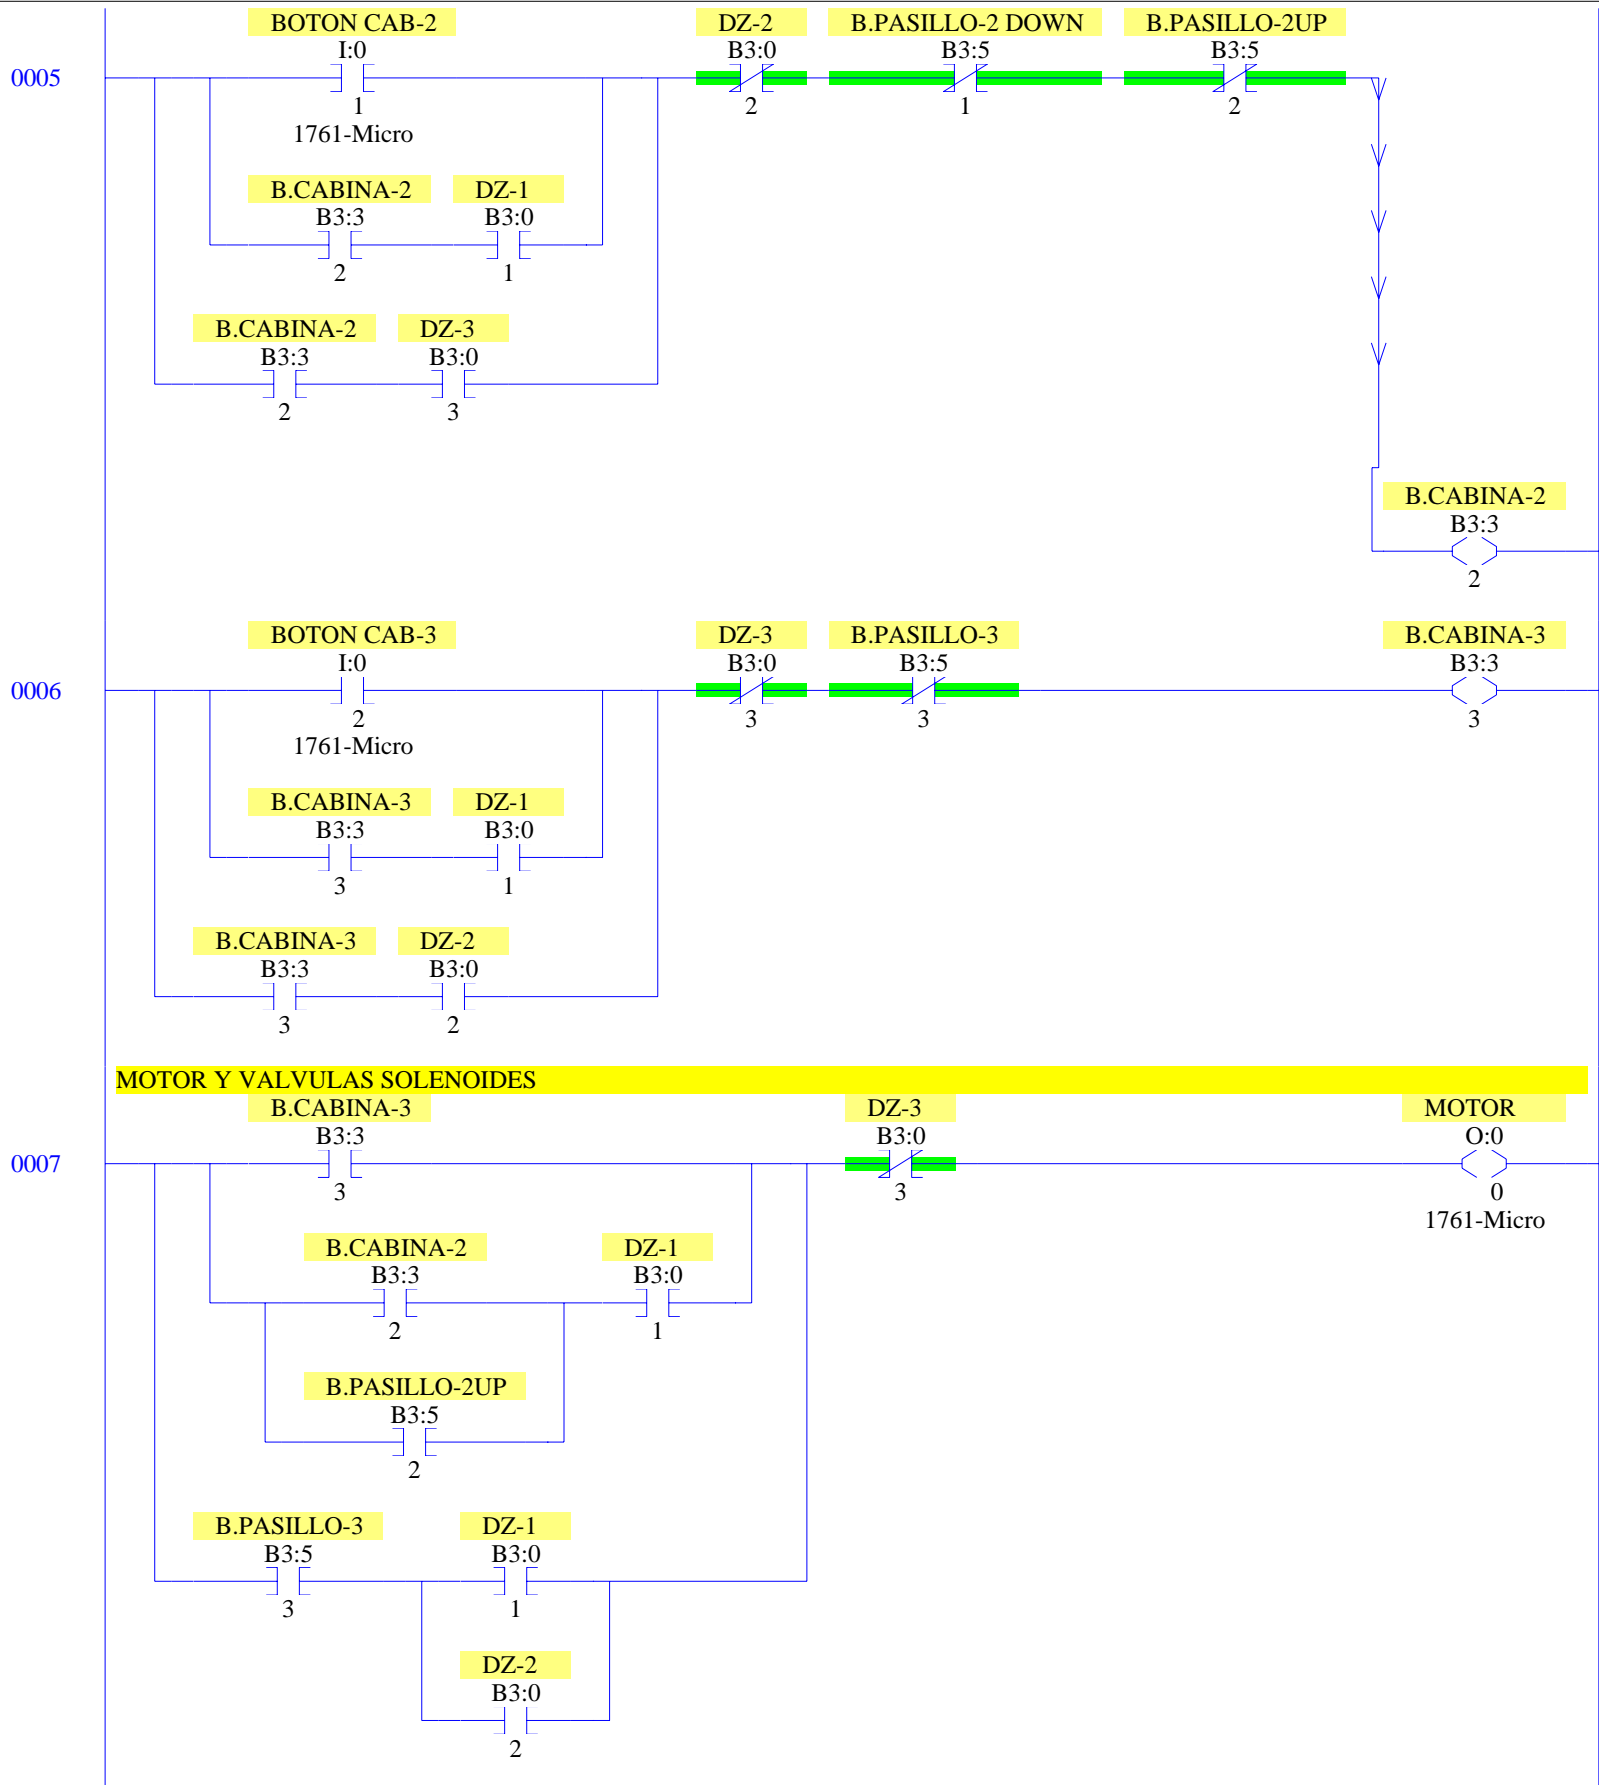 BOTON CAB-2 DZ-2 B.PASILLO-2 DOWN B.PASILLO-2UP
I:0 B3:0 B3:5 B3:5
0005
1 2 1 2
1761-Micro
B.CABINA-2 DZ-1
B3:3 B3:0
2 1
B.CABINA-2 DZ-3
B3:3 B3:0
2 3
B.CABINA-2
B3:3
2
BOTON CAB-3 DZ-3 B.PASILLO-3 B.CABINA-3
I:0 B3:0 B3:5 B3:3
0006
2 3 3 3
1761-Micro
B.CABINA-3 DZ-1
B3:3 B3:0
3 1
B.CABINA-3 DZ-2
B3:3 B3:0
3 2
MOTOR Y VALVULAS SOLENOIDES
B.CABINA-3 DZ-3 MOTOR
B3:3 B3:0 O:0
0007
3 3 0
1761-Micro
B.CABINA-2 DZ-1
B3:3 B3:0
2 1
B.PASILLO-2UP
B3:5
2
B.PASILLO-3 DZ-1
B3:5 B3:0
3 1
DZ-2
B3:0
2